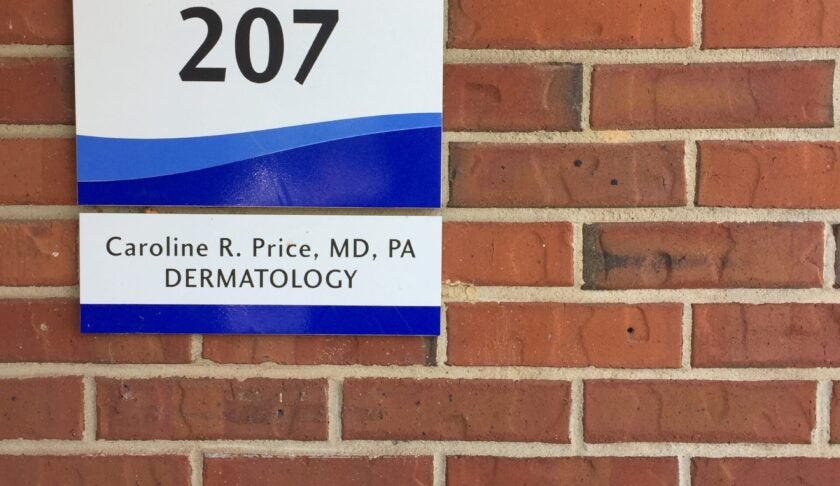 207
Caroline R. Price, MD, PA
DERMATOLOGY